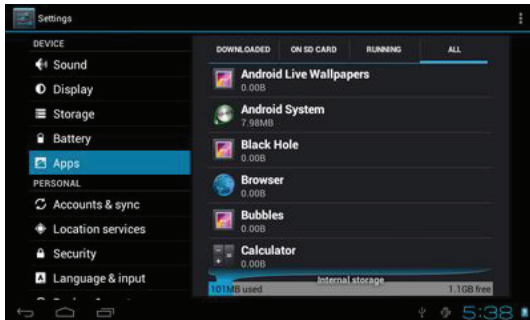 Settings
DEVICE
Sound
Display
Storage
Battery
Apps
PERSONAL
Accounts & sync
Location services
Security
Language & input
DOWNLOADED ON SD CARD RUNNING ALL
Android Live Wallpapers
0.00B
Android System
7.98MB
Black Hole
0.00B
Browser
0.00B
Bubbles
0.00B
Calculator
0.00B
Internal storage
101MB used 1.1GB free
5:38